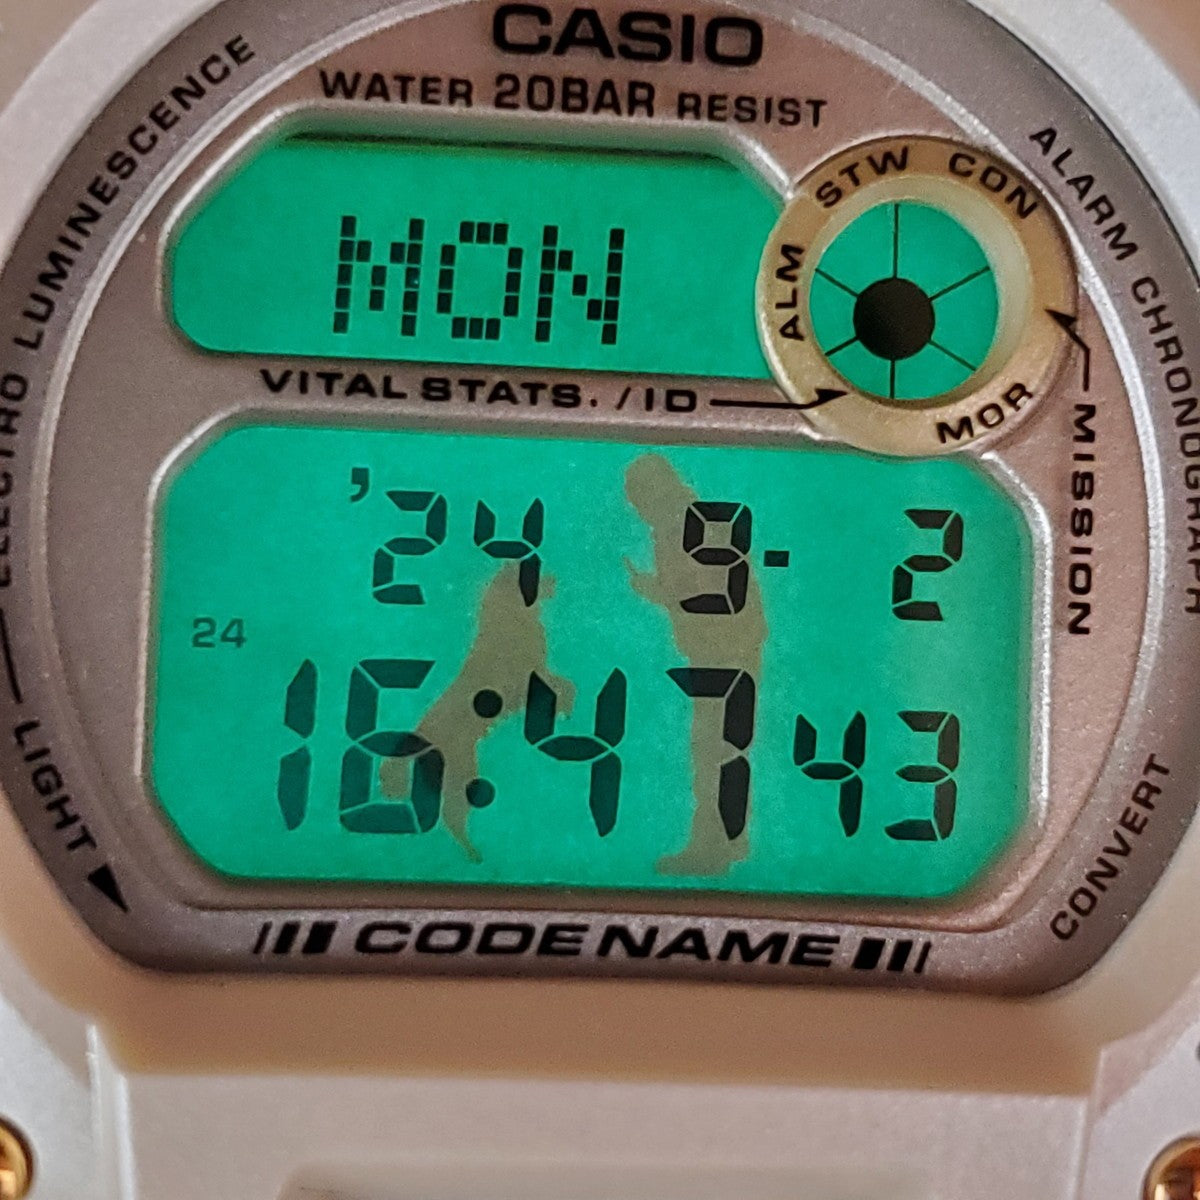 CASIO
WATER 20BAR RESIST
ELECTRO LUMINESCENCE
ALARM CHRONOGRAPH
STW CON
ALM
MOR
MON
VITAL STATS. / ID
MISSION
'24 9- 2
24
16:47 43
LIGHT
CONVERT
CODE NAME